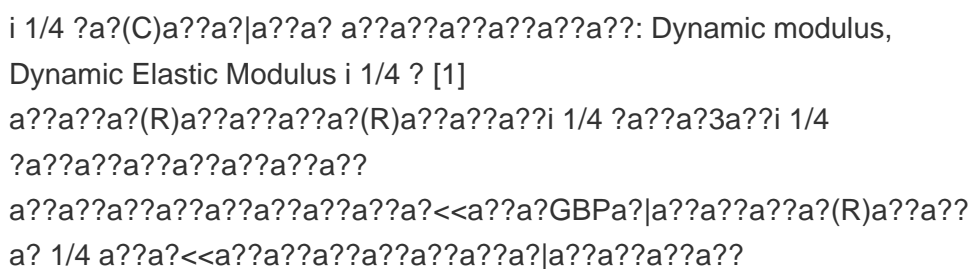 i 1/4 ?a?(C)a??a?|a??a? a??a??a??a??a??a??: Dynamic modulus,
Dynamic Elastic Modulus i 1/4 ? [1]
a??a??a?(R)a??a??a??a?(R)a??a??a??i 1/4 ?a??a?3a??i 1/4
?a??a??a??a??a??a??a??
a??a??a??a??a??a??a??a??a?<<a??a?GBPa?|a??a??a??a?(R)a??a??
a? 1/4 a??a?<<a??a??a??a??a??a??a?|a??a??a??a??